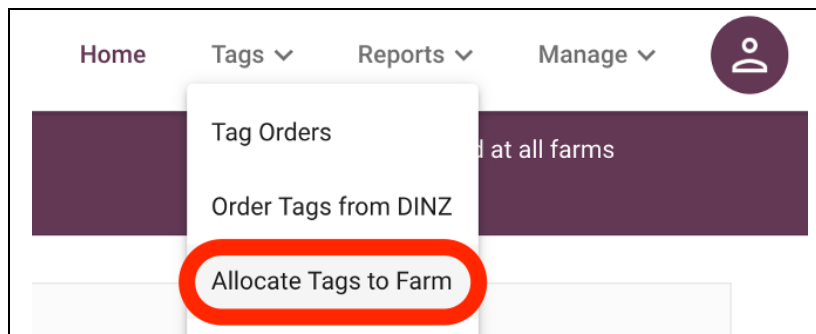 Home Tags Reports Manage
Tag Orders
at all farms
Order Tags from DINZ
Allocate Tags to Farm